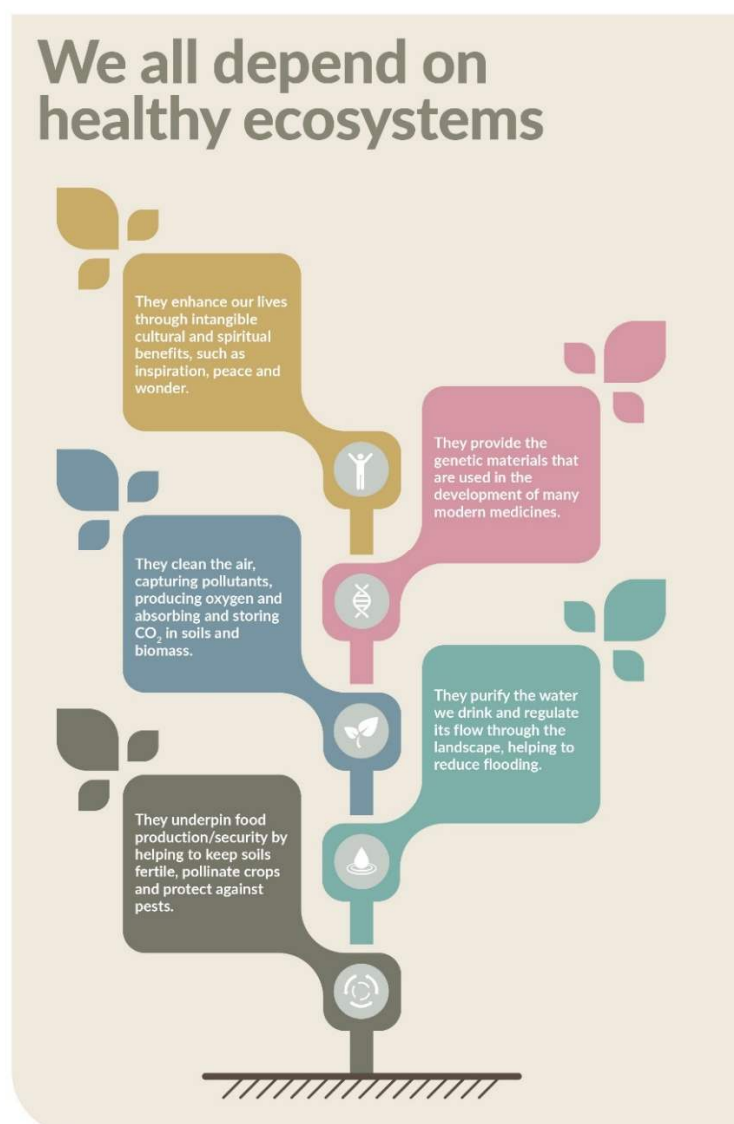 We all depend on
healthy ecosystems
They enhance our lives
through intangible
cultural and spiritual
benefits, such as
inspiration, peace and
wonder.
They provide the
genetic materials that
are used in the
development of many
modern medicines.
They clean the air,
capturing pollutants,
producing oxygen and
absorbing and storing
CO₂ in soils and
biomass.
They purify the water
we drink and regulate
its flow through the
landscape, helping to
reduce flooding.
They underpin food
production/security by
helping to keep soils
fertile, pollinate crops
and protect against
pests.